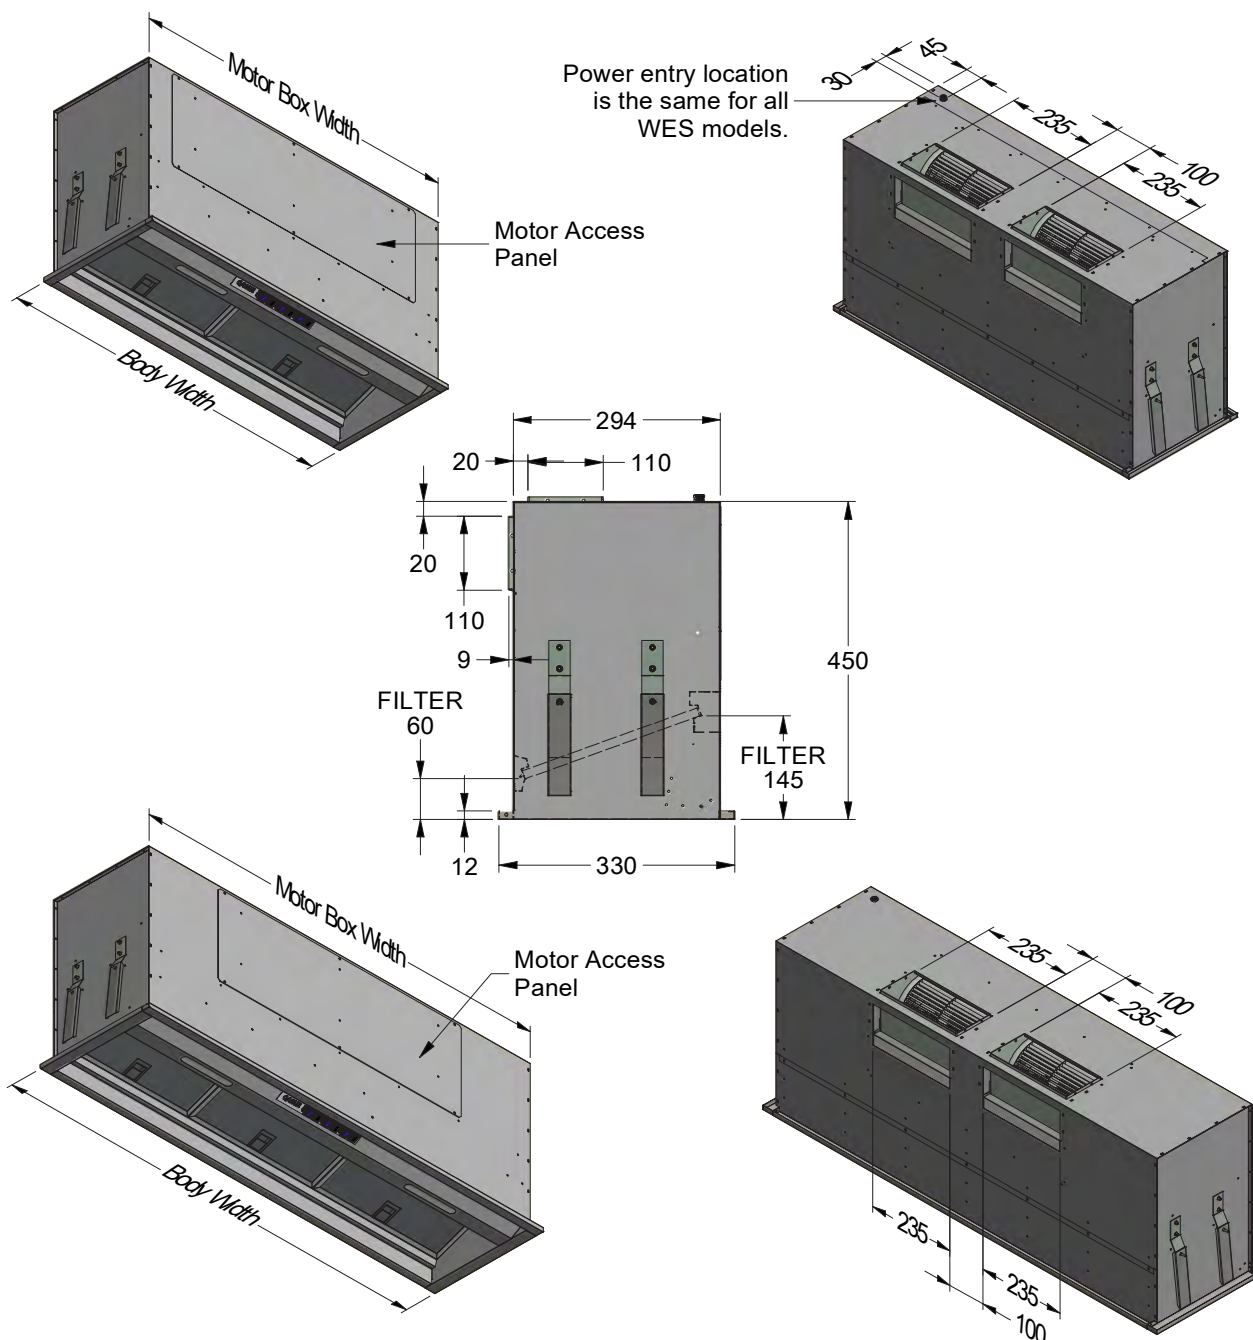 Motor Box Width
Motor Access
Panel
Body Width
Power entry location
is the same for all
WES models.
30
45
235
100
235
294
20
110
20
110
9
450
FILTER
60
FILTER
145
12
330
Motor Box Width
Motor Access
Panel
Body Width
235
100
235
235
235
100